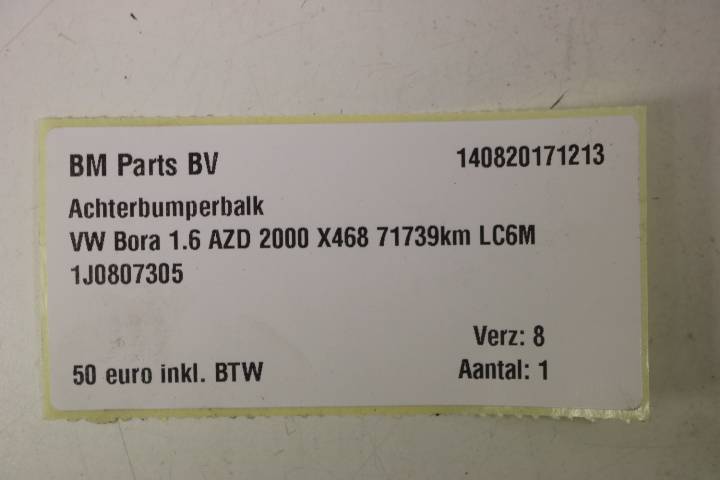 BM Parts BV 140820171213
Achterbumperbalk
VW Bora 1.6 AZD 2000 X468 71739km LC6M
1J0807305
Verz: 8
50 euro inkl. BTW Aantal: 1